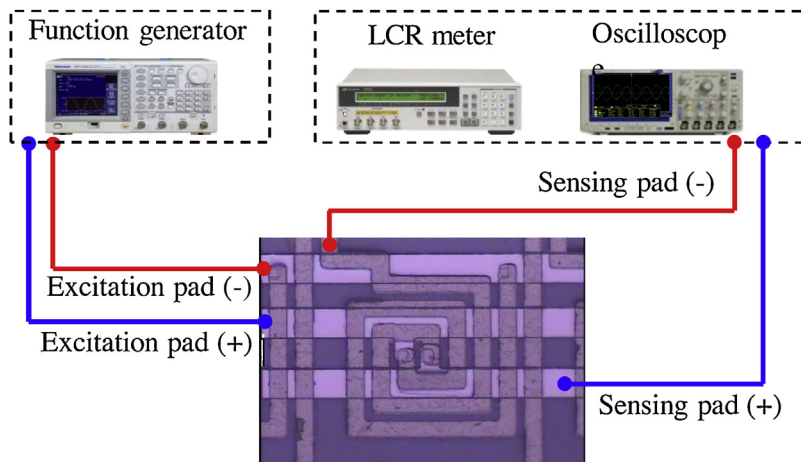 Function generator
LCR meter
Oscilloscop
Sensing pad (-)
Excitation pad (-)
Excitation pad (+)
Sensing pad (+)